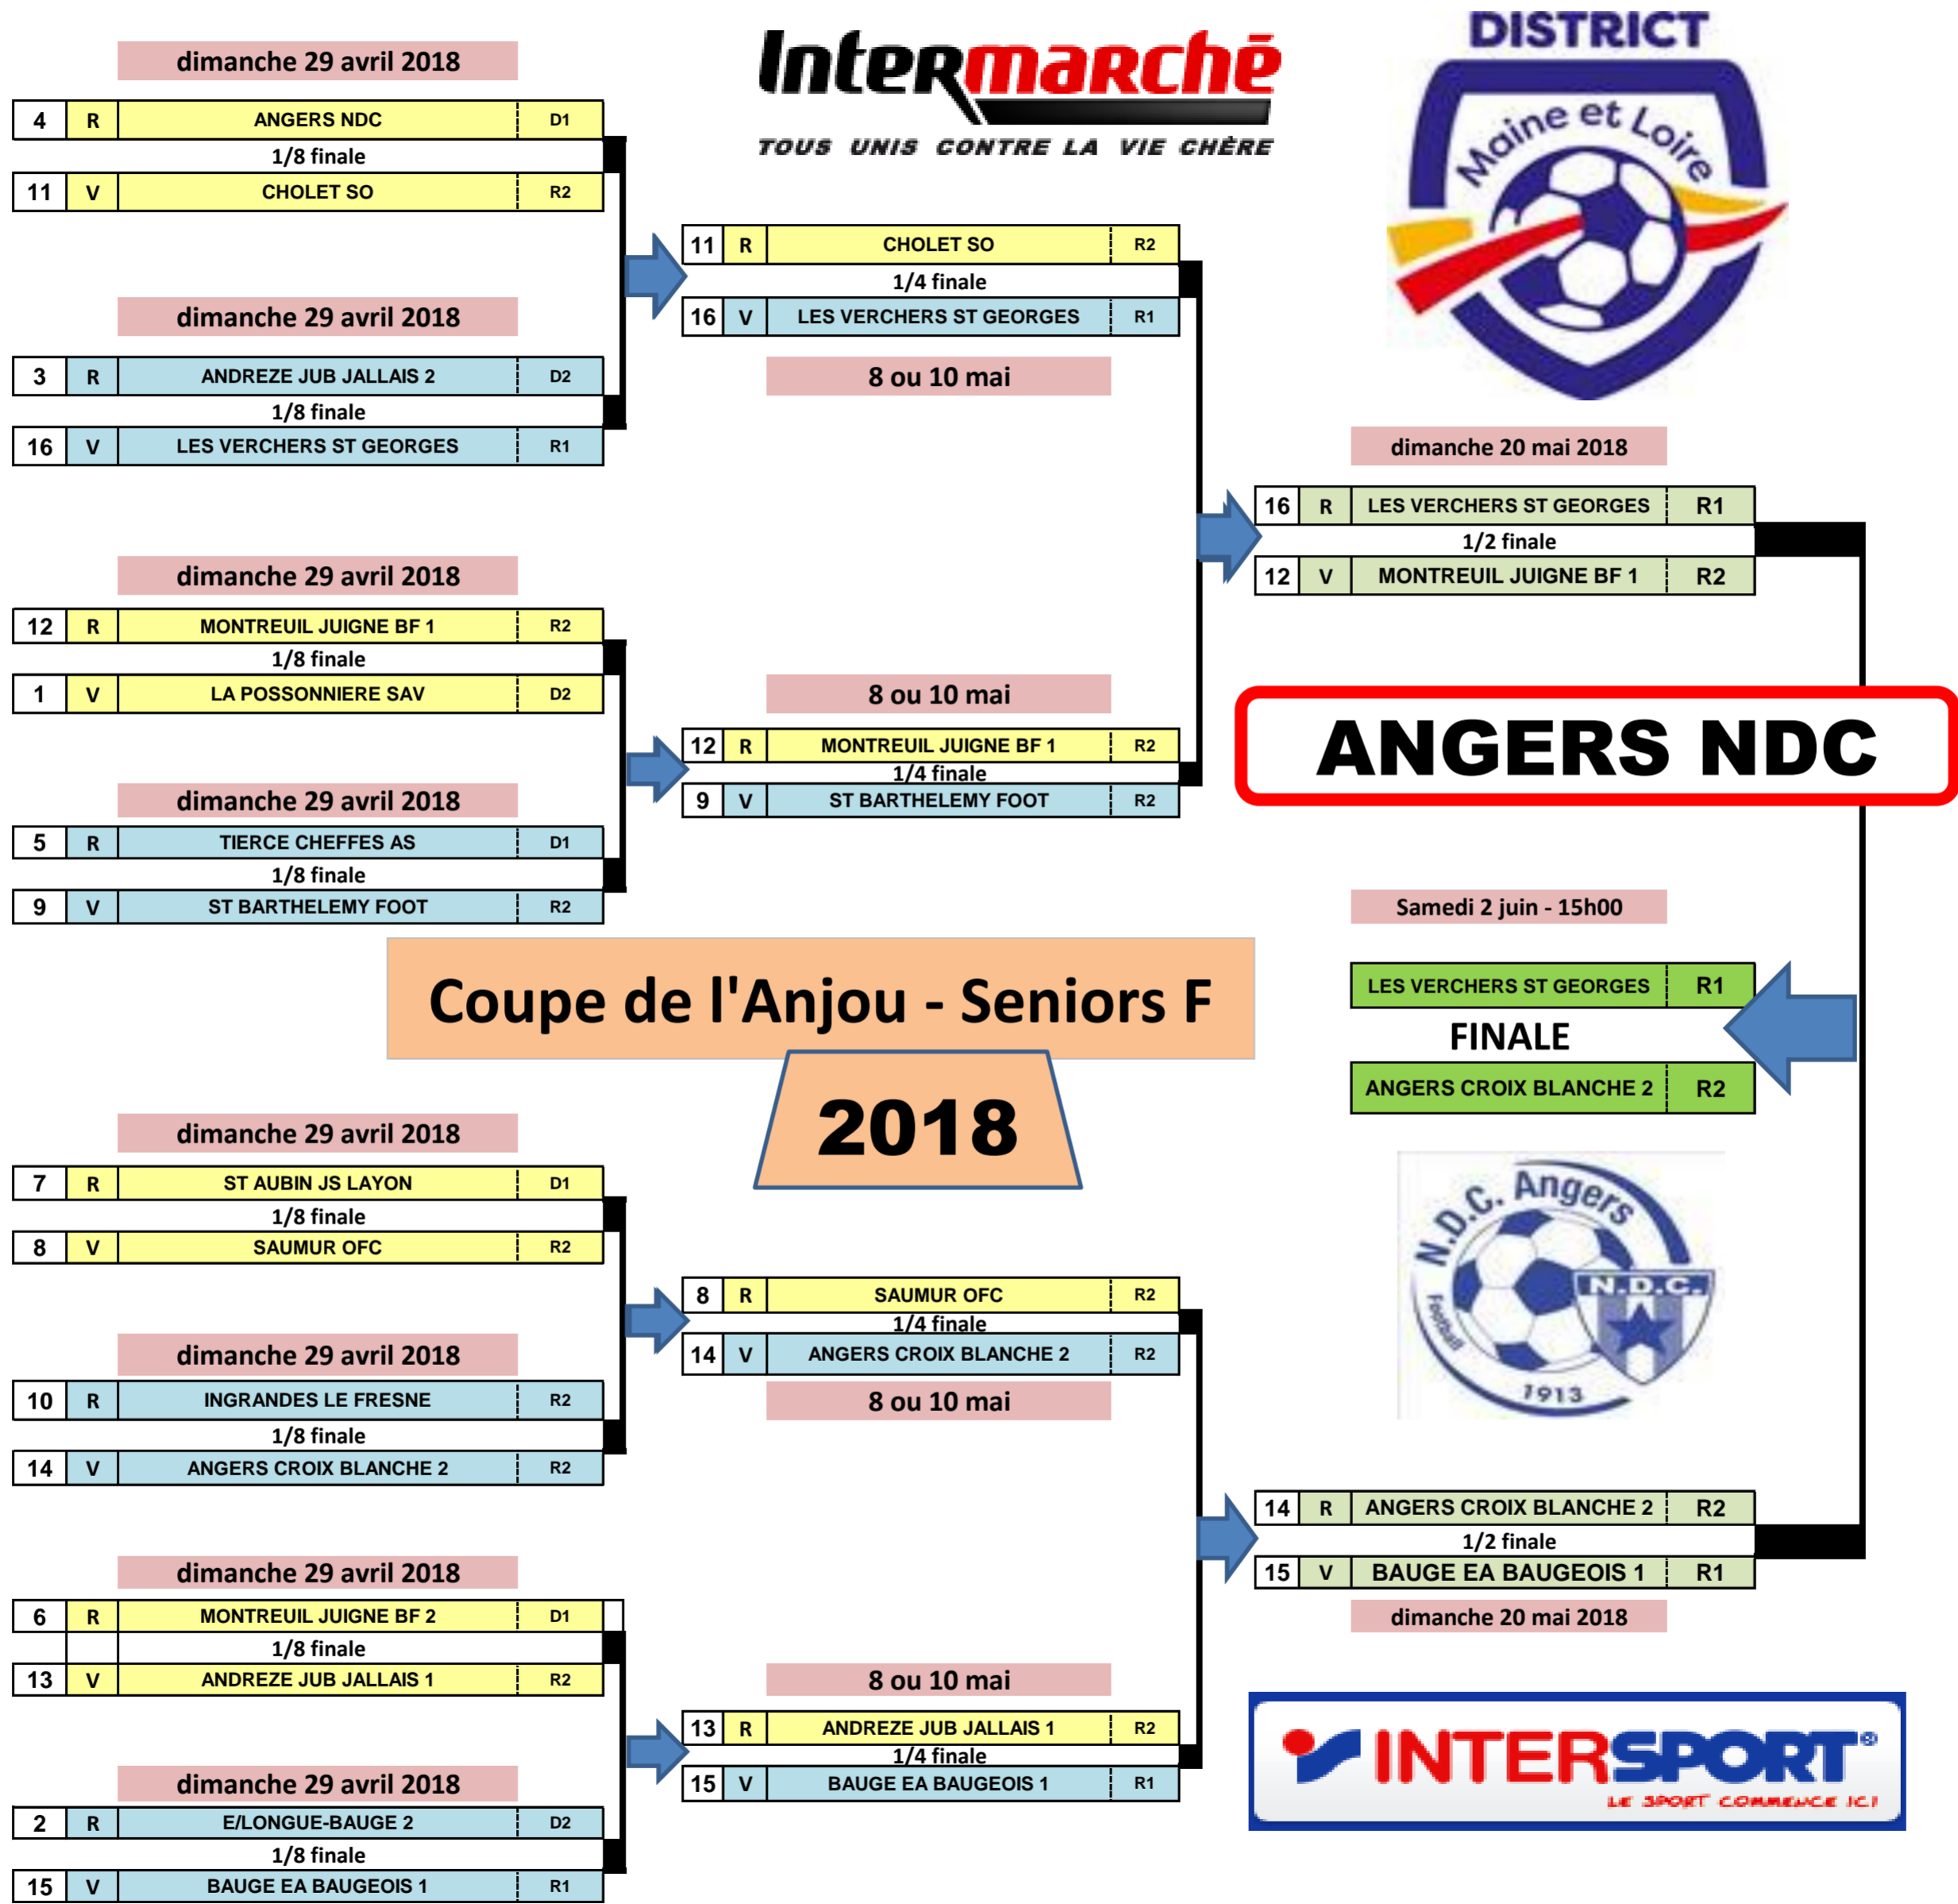 dimanche 29 avril 2018
4 R ANGERS NDC D1
1/8 finale
11 V CHOLET SO R2
dimanche 29 avril 2018
3 R ANDREZE JUB JALLAIS 2 D2
1/8 finale
16 V LES VERCHERS ST GEORGES R1
dimanche 29 avril 2018
12 R MONTREUIL JUIGNE BF 1 R2
1/8 finale
1 V LA POSSONNIERE SAV D2
dimanche 29 avril 2018
5 R TIERCE CHEFFES AS D1
1/8 finale
9 V ST BARTHELEMY FOOT R2
Intermarchē
TOUS UNIS CONTRE LA VIE CHÈRE
11 R CHOLET SO R2
1/4 finale
16 V LES VERCHERS ST GEORGES R1
8 ou 10 mai
8 ou 10 mai
12 R MONTREUIL JUIGNE BF 1 R2
1/4 finale
9 V ST BARTHELEMY FOOT R2
DISTRICT
Maine et Loire
dimanche 20 mai 2018
16 R LES VERCHERS ST GEORGES R1
1/2 finale
12 V MONTREUIL JUIGNE BF 1 R2
ANGERS NDC
Samedi 2 juin - 15h00
LES VERCHERS ST GEORGES R1
FINALE
ANGERS CROIX BLANCHE 2 R2
Coupe de l'Anjou - Seniors F
2018
dimanche 29 avril 2018
7 R ST AUBIN JS LAYON D1
1/8 finale
8 V SAUMUR OFC R2
dimanche 29 avril 2018
10 R INGRANDES LE FRESNE R2
1/8 finale
14 V ANGERS CROIX BLANCHE 2 R2
dimanche 29 avril 2018
6 R MONTREUIL JUIGNE BF 2 D1
1/8 finale
13 V ANDREZE JUB JALLAIS 1 R2
dimanche 29 avril 2018
2 R E/LONGUE-BAUGE 2 D2
1/8 finale
15 V BAUGE EA BAUGEOIS 1 R1
8 R SAUMUR OFC R2
1/4 finale
14 V ANGERS CROIX BLANCHE 2 R2
8 ou 10 mai
8 ou 10 mai
13 R ANDREZE JUB JALLAIS 1 R2
1/4 finale
15 V BAUGE EA BAUGEOIS 1 R1
N.D.C. Angers
N.D.C.
Football
1913
14 R ANGERS CROIX BLANCHE 2 R2
1/2 finale
15 V BAUGE EA BAUGEOIS 1 R1
dimanche 20 mai 2018
INTERSPORT®
LE SPORT COMMENCE ICI